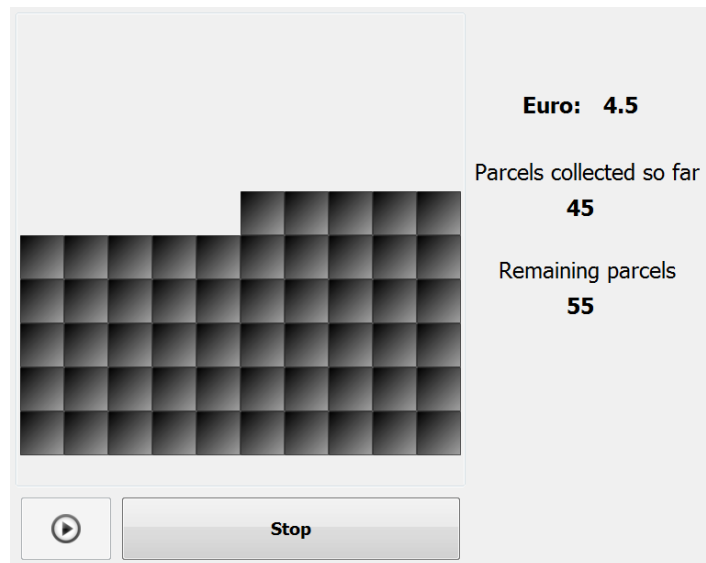 Euro: 4.5
Parcels collected so far
45
Remaining parcels
55
Stop